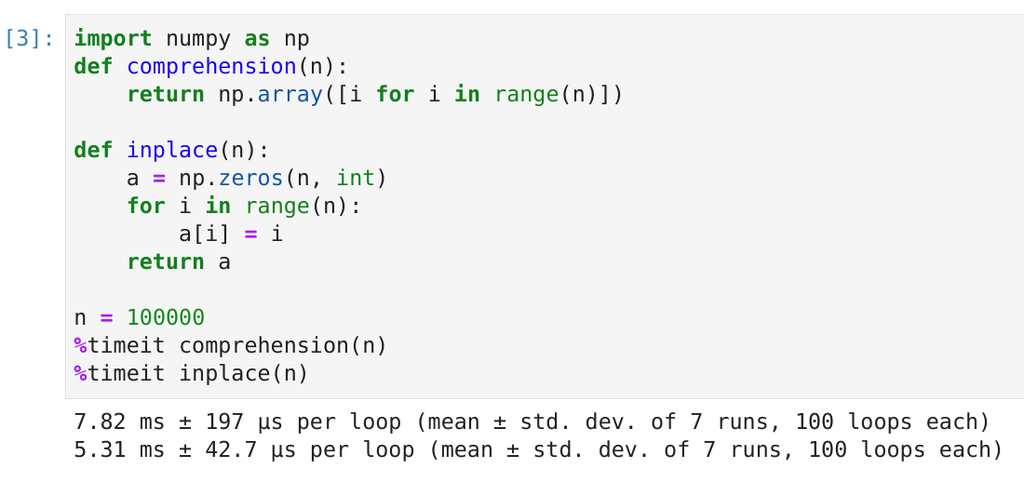 [3]: import numpy as np
def comprehension(n):
    return np.array([i for i in range(n)])

def inplace(n):
    a = np.zeros(n, int)
    for i in range(n):
        a[i] = i
    return a

n = 100000
%timeit comprehension(n)
%timeit inplace(n)
7.82 ms ± 197 µs per loop (mean ± std. dev. of 7 runs, 100 loops each)
5.31 ms ± 42.7 µs per loop (mean ± std. dev. of 7 runs, 100 loops each)